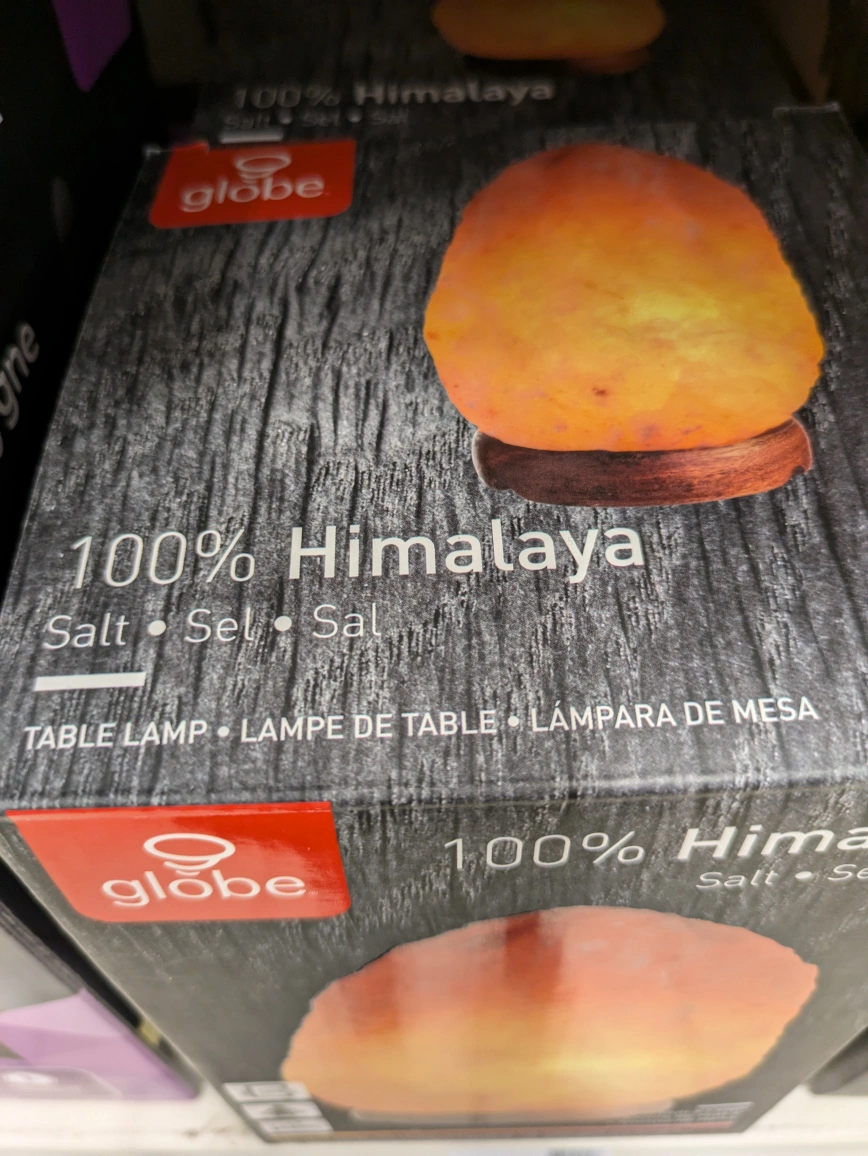 100% Himalaya
Salt • Sel • Sal
globe
100% Himalaya
Salt • Sel • Sal
TABLE LAMP • LAMPE DE TABLE • LÁMPARA DE MESA
globe
100% Hima
Salt • Se
gne